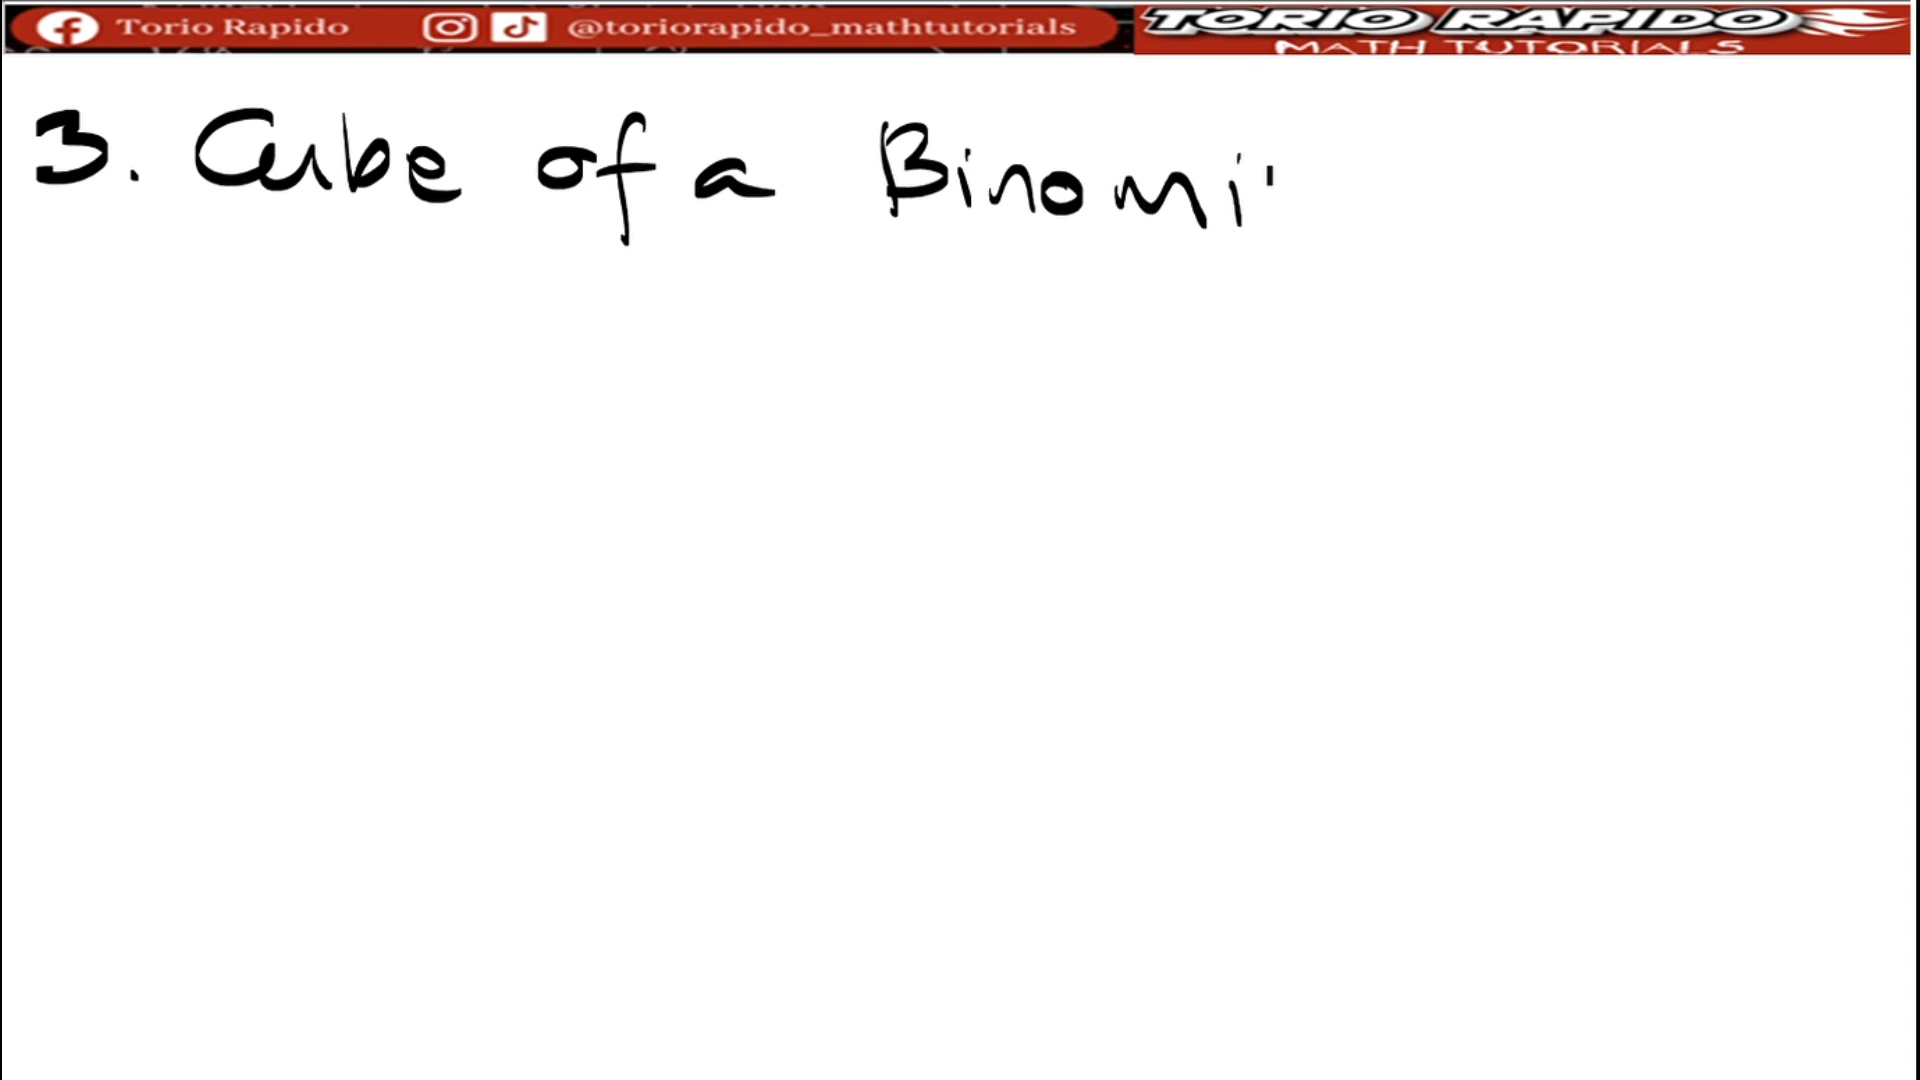 Torio Rapido @toriorapido_mathtutorials TORIO RAPIDO
MATH TUTORIALS
3. Cube of a Binomi